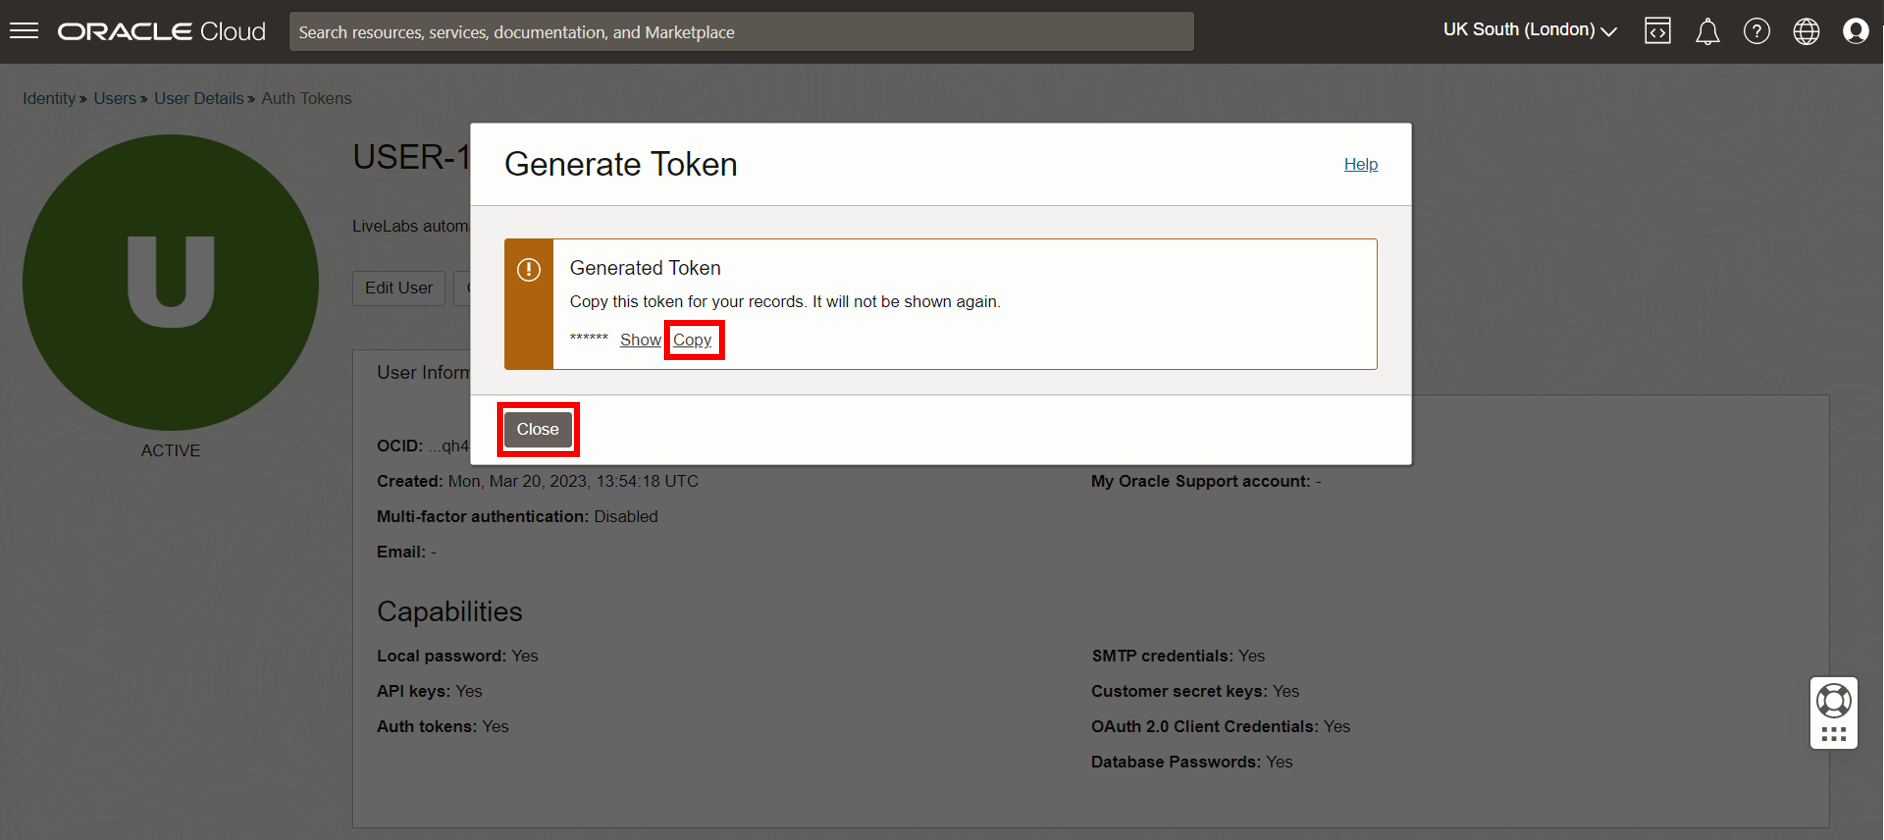 ORACLE Cloud
Search resources, services, documentation, and Marketplace
UK South (London)
Identity » Users » User Details » Auth Tokens
U
ACTIVE
USER-1
LiveLabs automa
Edit User
Generate Token
Help
Generated Token
Copy this token for your records. It will not be shown again.
****** Show Copy
Close
User Inform
OCID: ...qh4
Created: Mon, Mar 20, 2023, 13:54:18 UTC
My Oracle Support account: -
Multi-factor authentication: Disabled
Email: -
Capabilities
Local password: Yes
SMTP credentials: Yes
API keys: Yes
Customer secret keys: Yes
Auth tokens: Yes
OAuth 2.0 Client Credentials: Yes
Database Passwords: Yes